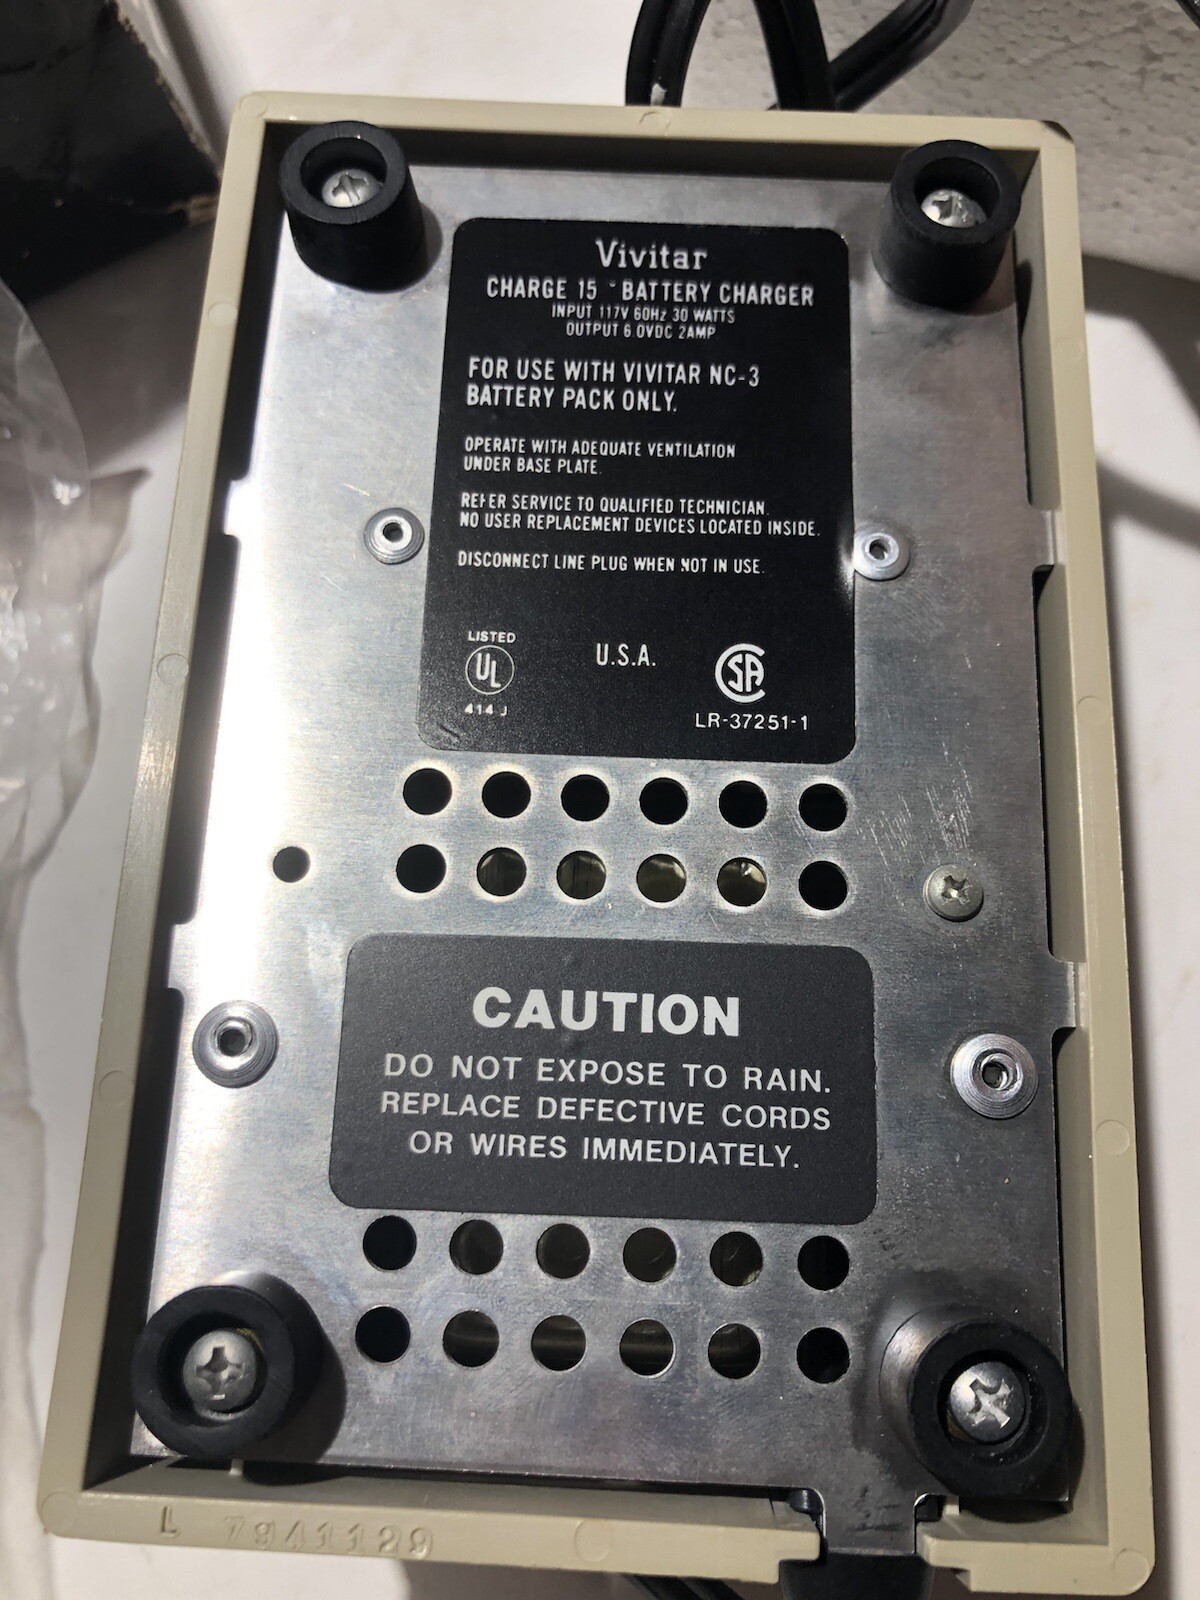 Vivitar
CHARGE 15 BATTERY CHARGER
INPUT 117V 60Hz 30 WATTS
OUTPUT 6.0VDC 2AMP
FOR USE WITH VIVITAR NC-3
BATTERY PACK ONLY.
OPERATE WITH ADEQUATE VENTILATION
UNDER BASE PLATE.
REFER SERVICE TO QUALIFIED TECHNICIAN.
NO USER REPLACEMENT DEVICES LOCATED INSIDE.
DISCONNECT LINE PLUG WHEN NOT IN USE.
LISTED
UL
414 J
U.S.A.
SA
LR-37251-1
CAUTION
DO NOT EXPOSE TO RAIN.
REPLACE DEFECTIVE CORDS
OR WIRES IMMEDIATELY.
L 7941129